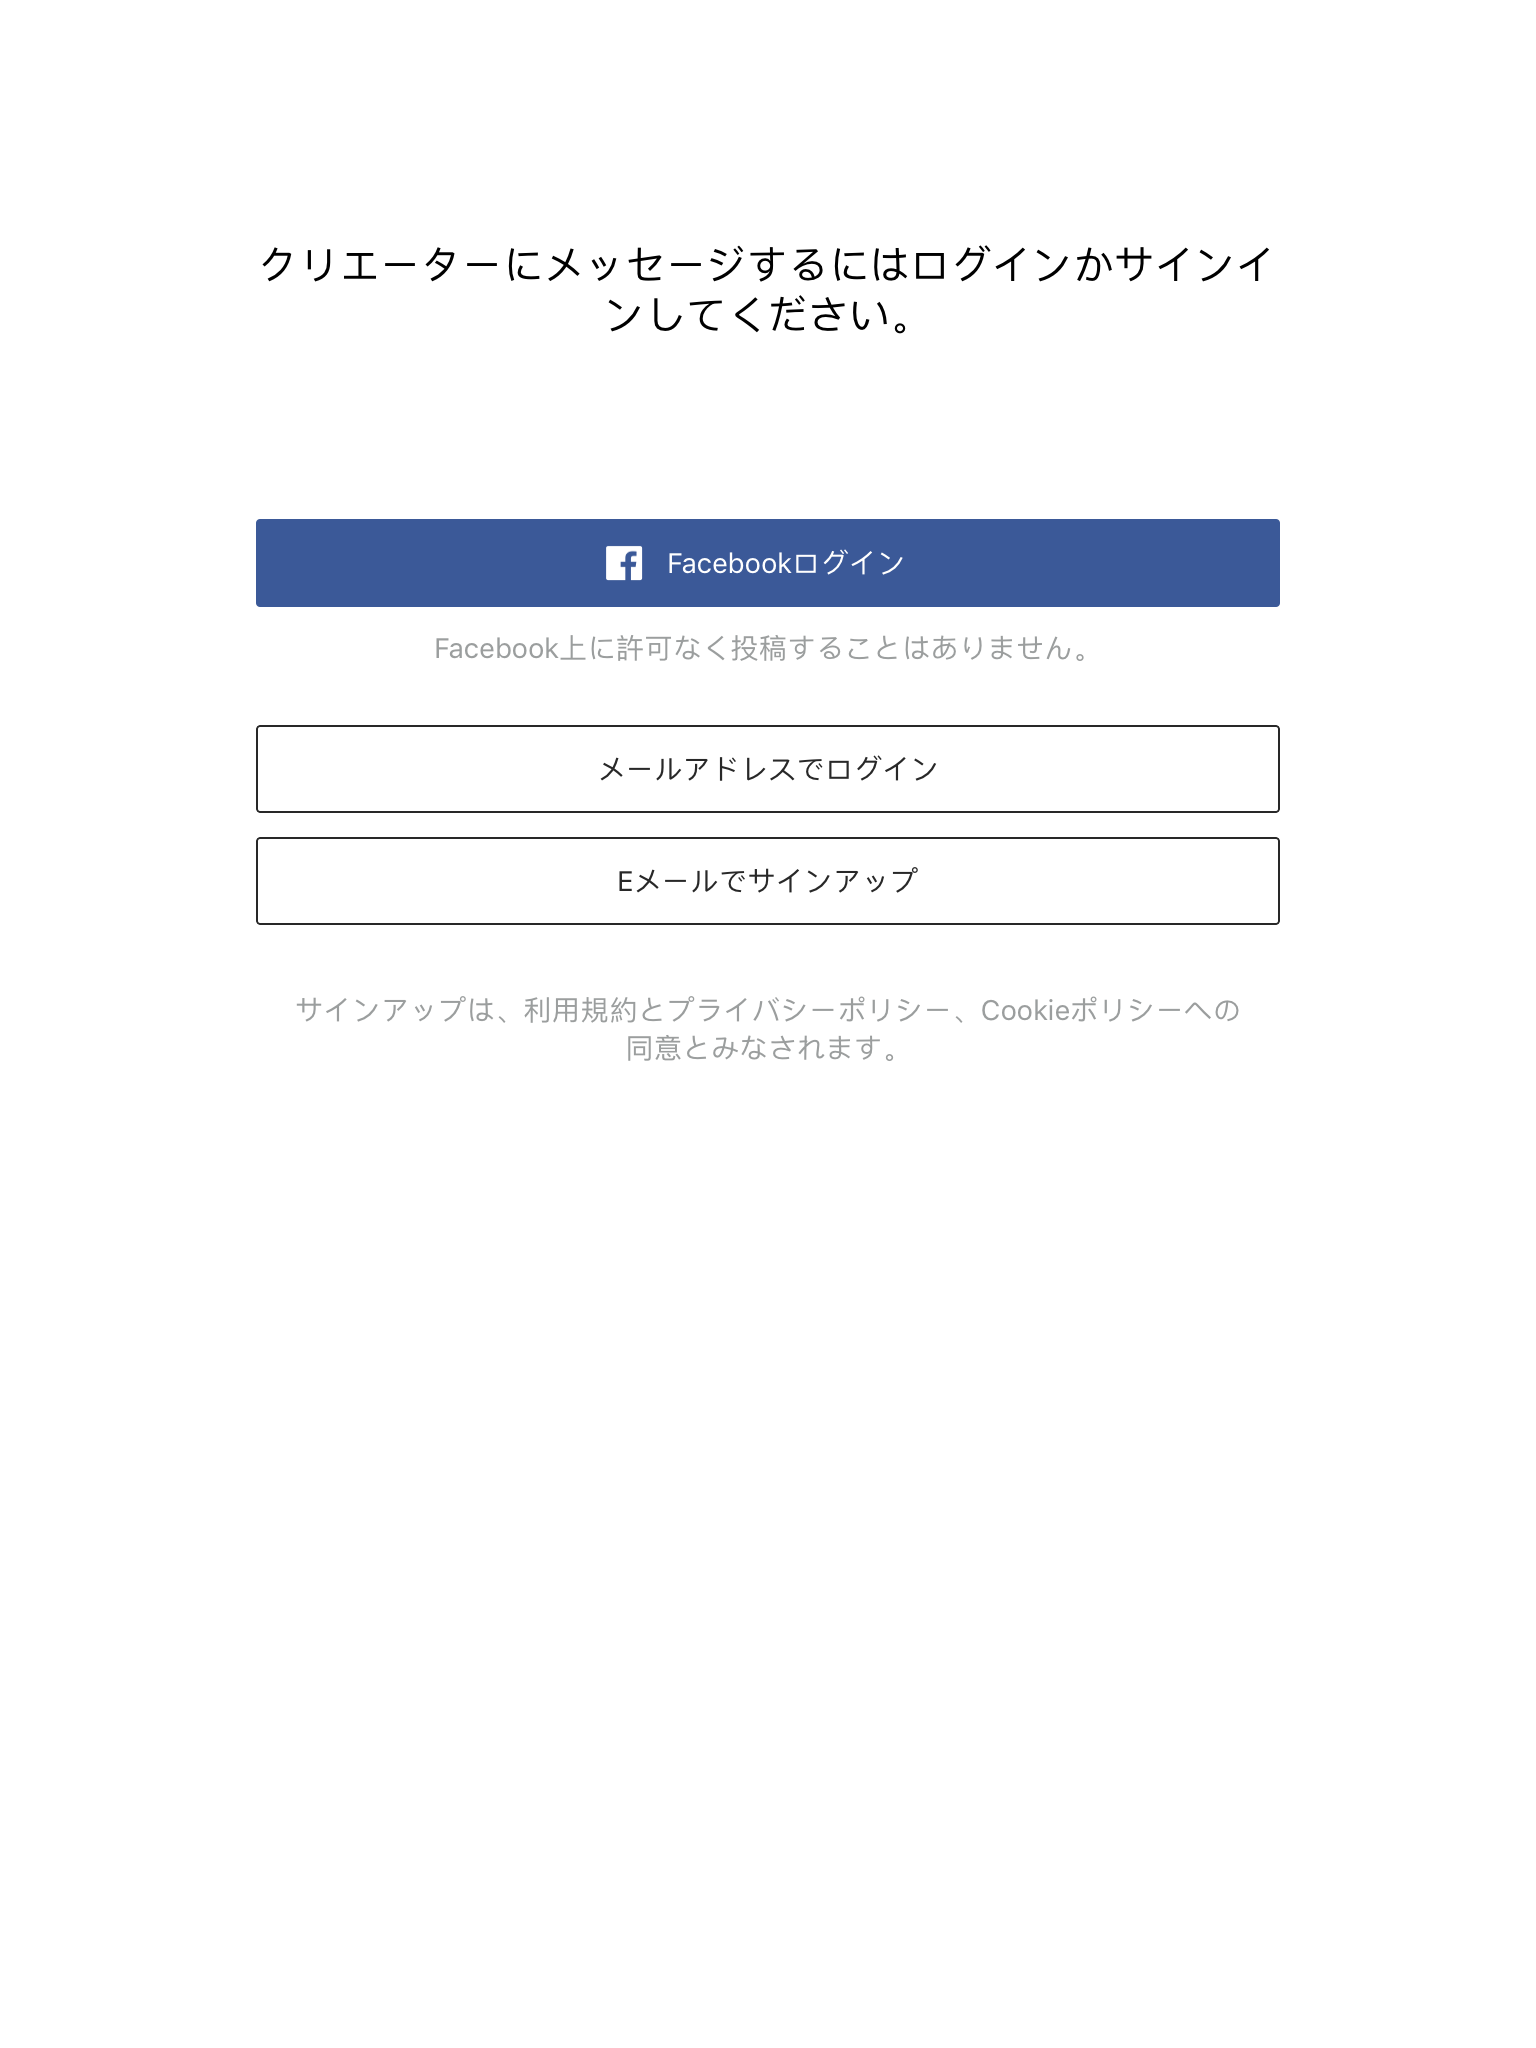 クリエーターにメッセージするにはログインかサインイ
ンしてください。
Facebookログイン
Facebook上に許可なく投稿することはありません。
メールアドレスでログイン
Eメールでサインアップ
サインアップは、利用規約とプライバシーポリシー、Cookieポリシーへの
同意とみなされます。